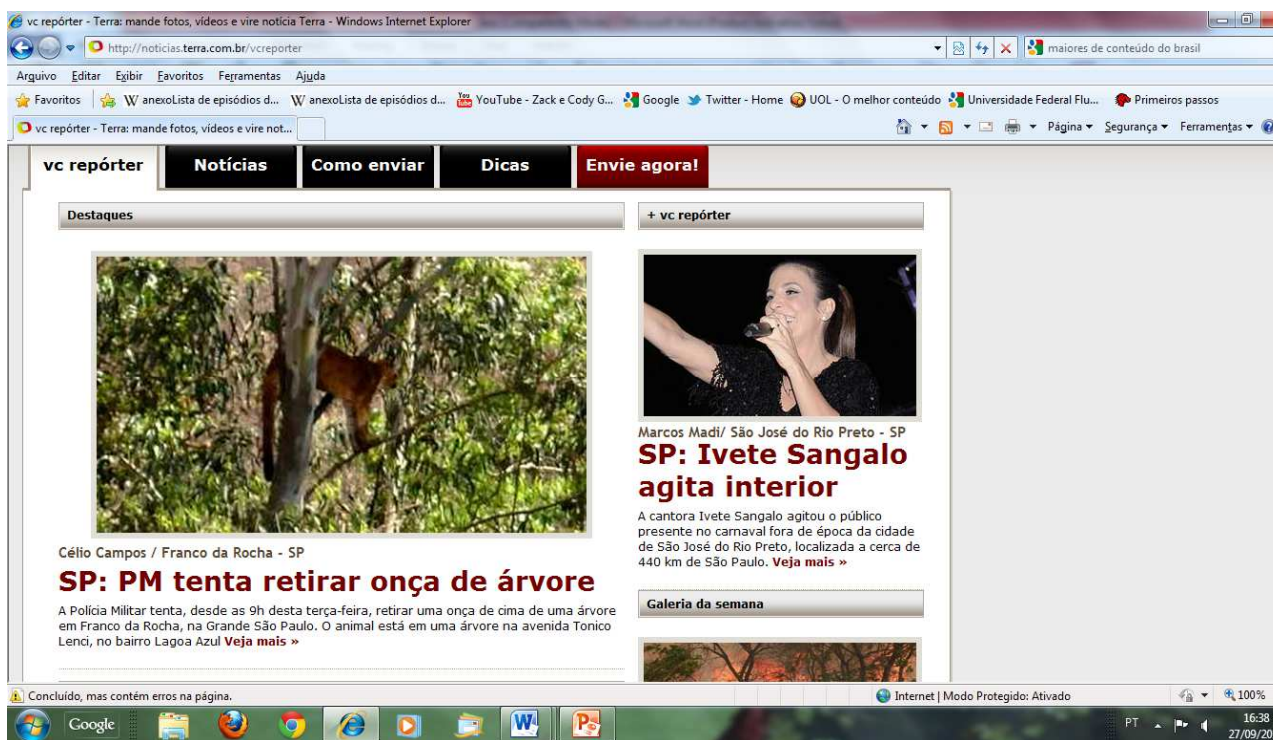 vc repórter - Terra: mande fotos, vídeos e vire notícia Terra - Windows Internet Explorer
http://noticias.terra.com.br/vcreporter
maiores de conteúdo do brasil
Arquivo Editar Exibir Favoritos Ferramentas Ajuda
Favoritos W anexoLista de episódios d... W anexoLista de episódios d... You Tube YouTube - Zack e Cody G... Google Twitter - Home UOL - O melhor conteúdo Universidade Federal Flu... Primeiros passos
vc repórter - Terra: mande fotos, vídeos e vire not...
Página Segurança Ferramentas
vc repórter Notícias Como enviar Dicas Envie agora!
Destaques
Célio Campos / Franco da Rocha - SP
SP: PM tenta retirar onça de árvore
A Polícia Militar tenta, desde as 9h desta terça-feira, retirar uma onça de cima de uma árvore
em Franco da Rocha, na Grande São Paulo. O animal está em uma árvore na avenida Tonico
Lenci, no bairro Lagoa Azul Veja mais »
+ vc repórter
Marcos Madi/ São José do Rio Preto - SP
SP: Ivete Sangalo
agita interior
A cantora Ivete Sangalo agitou o público
presente no carnaval fora de época da cidade
de São José do Rio Preto, localizada a cerca de
440 km de São Paulo. Veja mais »
Galeria da semana
Concluído, mas contém erros na página.
Internet | Modo Protegido: Ativado
100%
Google
W
P
PT
16:38
27/09/20